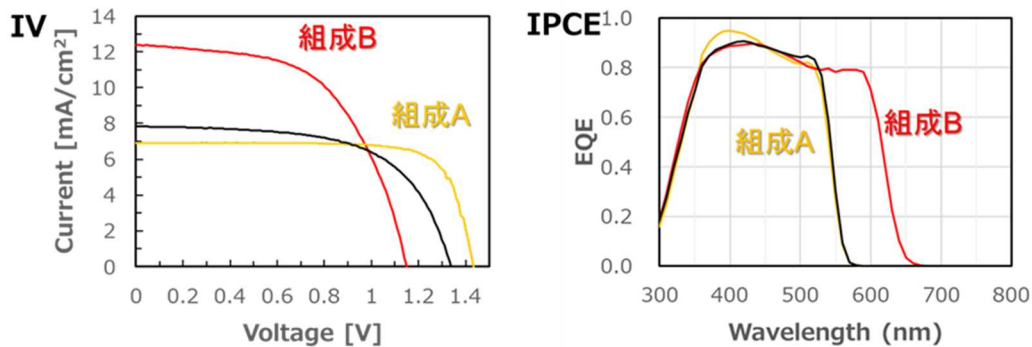 IV
Current [mA/cm²]
14
12
10
8
6
4
2
0
組成B
組成A
0
0.2
0.4
0.6
0.8
1
1.2
1.4
Voltage [V]
IPCE
EQE
1.0
0.8
0.6
0.4
0.2
0.0
組成A
組成B
300
400
500
600
700
800
Wavelength (nm)